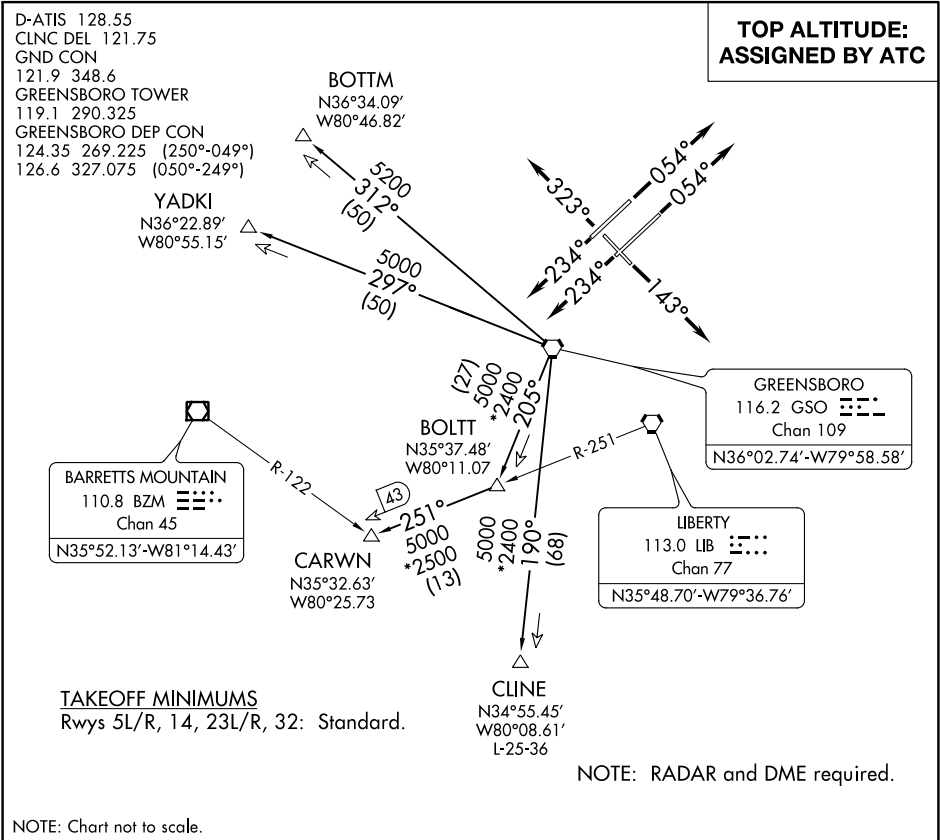 D-ATIS 128.55
CLNC DEL 121.75
GND CON
121.9 348.6
GREENSBORO TOWER
119.1 290.325
GREENSBORO DEP CON
124.35 269.225 (250°-049°)
126.6 327.075 (050°-249°)
TOP ALTITUDE:
ASSIGNED BY ATC
BOTTM
N36°34.09'
W80°46.82'
YADKI
N36°22.89'
W80°55.15'
5200
312°
(50)
5000
297°
(50)
323°
054°
054°
234°
234°
143°
(27)
5000
*2400
205°
GREENSBORO
116.2 GSO
Chan 109
N36°02.74'-W79°58.58'
BOLTT
N35°37.48'
W80°11.07
R-251
BARRETTS MOUNTAIN
110.8 BZM
Chan 45
N35°52.13'-W81°14.43'
R-122
43
251°
5000
*2500
(13)
CARWN
N35°32.63'
W80°25.73
5000
*2400
190°
(68)
LIBERTY
113.0 LIB
Chan 77
N35°48.70'-W79°36.76'
CLINE
N34°55.45'
W80°08.61'
L-25-36
TAKEOFF MINIMUMS
Rwys 5L/R, 14, 23L/R, 32: Standard.
NOTE: RADAR and DME required.
NOTE: Chart not to scale.